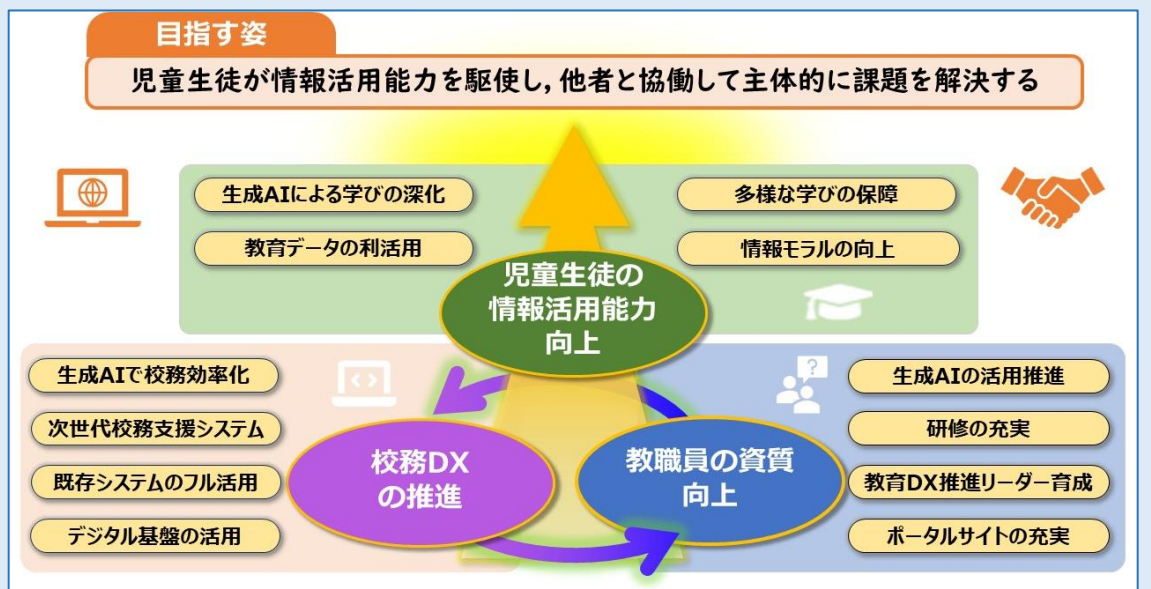 目指す姿
児童生徒が情報活用能力を駆使し,他者と協働して主体的に課題を解決する
生成AIによる学びの深化
教育データの利活用
多様な学びの保障
情報モラルの向上
児童生徒の
情報活用能力
向上
生成AIで校務効率化
次世代校務支援システム
既存システムのフル活用
デジタル基盤の活用
校務DX
の推進
教職員の資質
向上
生成AIの活用推進
研修の充実
教育DX推進リーダー育成
ポータルサイトの充実